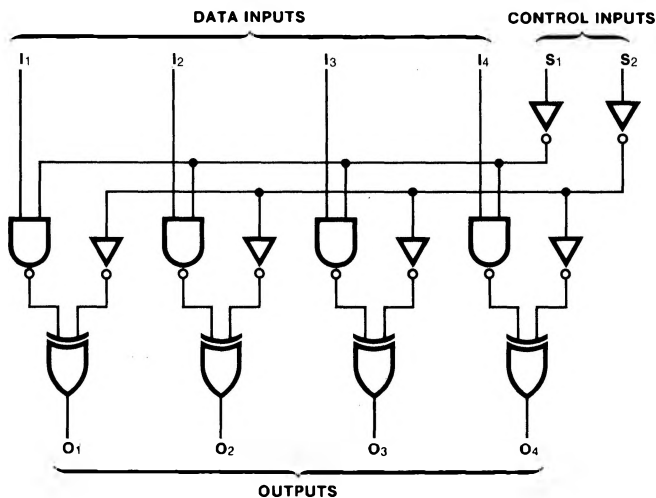 DATA INPUTS CONTROL INPUTS
I1 I2 I3 I4 S1 S2
O1 O2 O3 O4
OUTPUTS